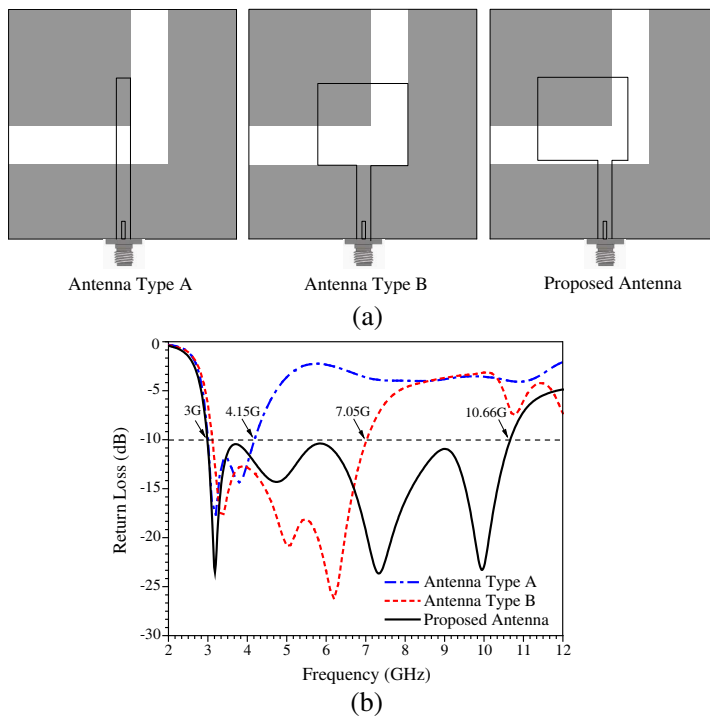 Antenna Type A
Antenna Type B
Proposed Antenna
(a)
0
-5
-10
-15
-20
-25
-30
Return Loss (dB)
3G
4.15G
7.05G
10.66G
Antenna Type A
Antenna Type B
Proposed Antenna
2 3 4 5 6 7 8 9 10 11 12
Frequency (GHz)
(b)